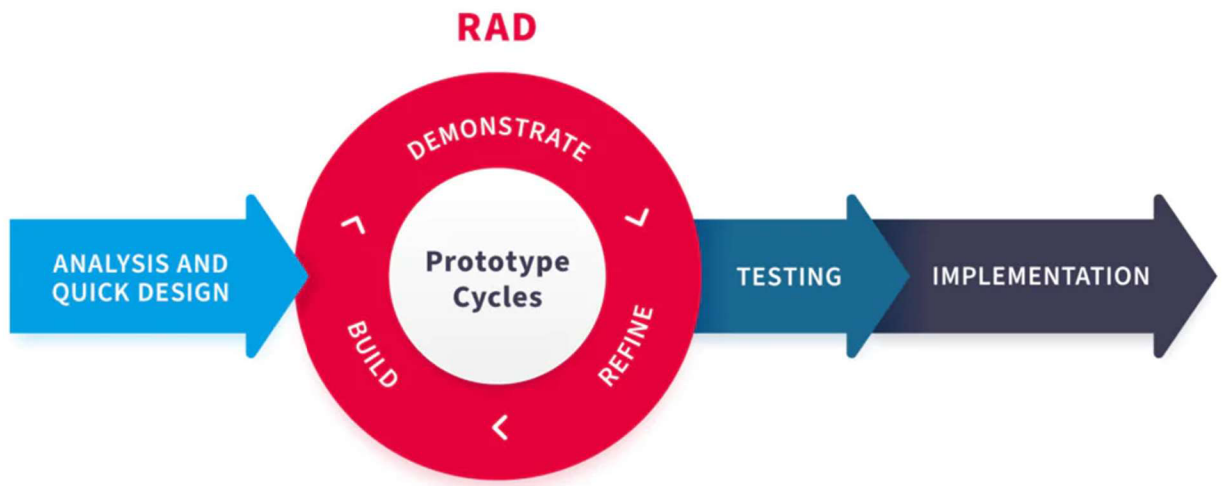 RAD
ANALYSIS AND
QUICK DESIGN
DEMONSTRATE
REFINE
BUILD
Prototype
Cycles
TESTING
IMPLEMENTATION